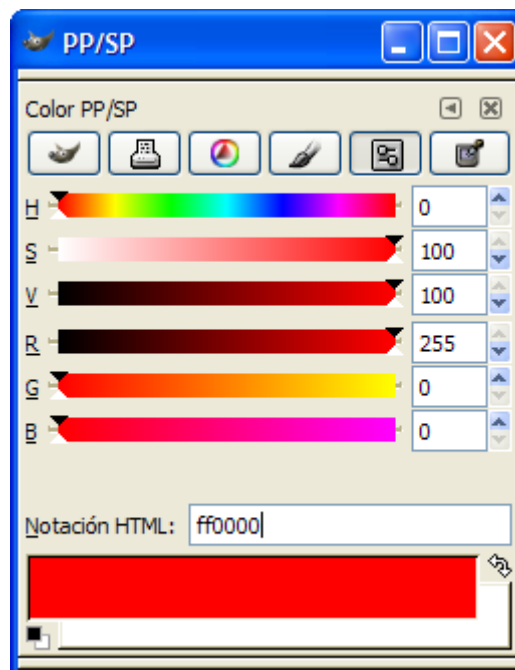 PP/SP
Color PP/SP
H 0
S 100
V 100
R 255
G 0
B 0
Notación HTML: ff0000